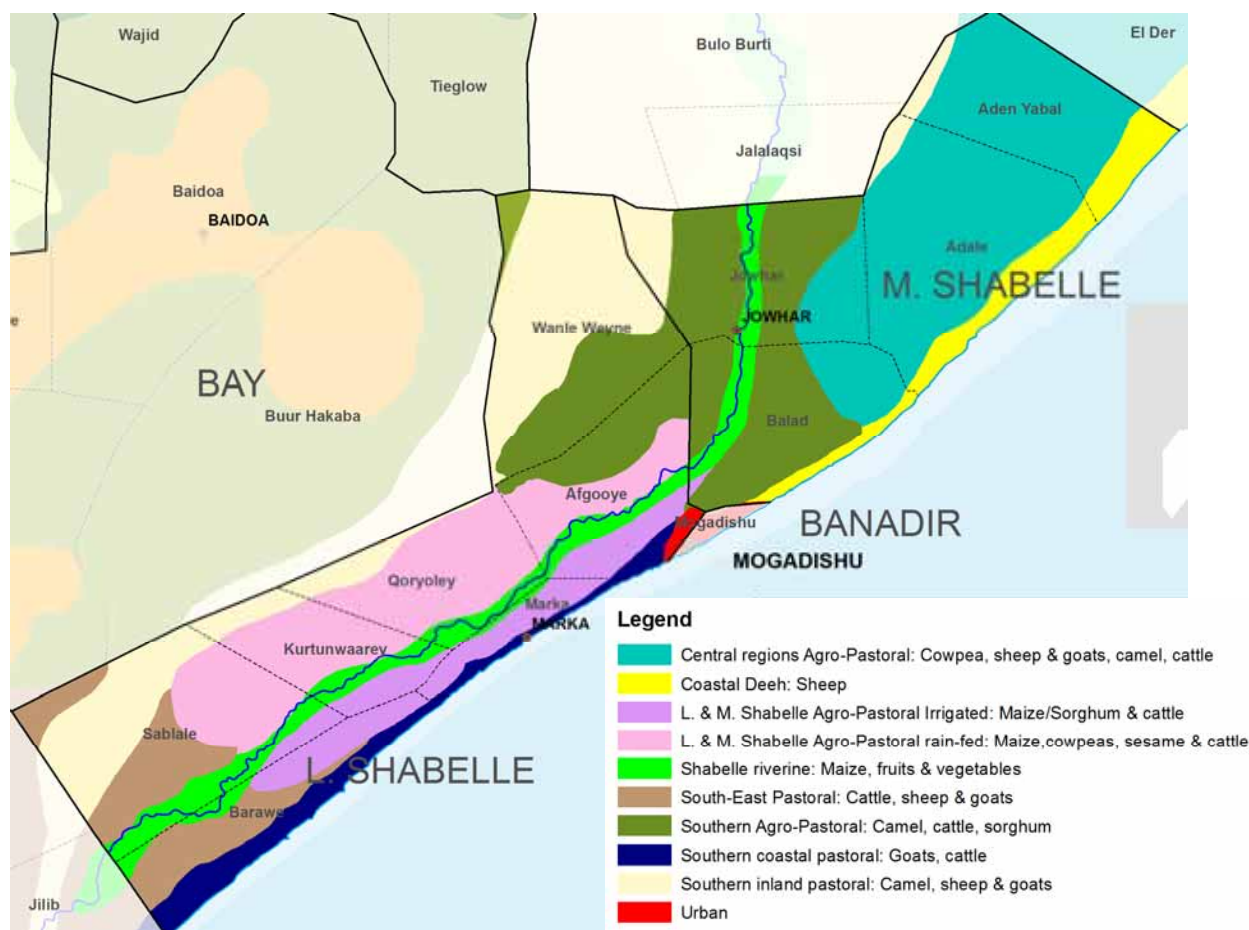 Wajid
Bulo Burti
El Der
Tieglow
Aden Yabal
Jalalaqsi
Baidoa
BAIDOA
Adale
Jowhar
M. SHABELLE
JOWHAR
e
Wanle Weyne
BAY
Buur Hakaba
Balad
Afgooye
Mogadishu
BANADIR
MOGADISHU
Qoryoley
Marka
MARKA
Kurtunwaarey
Sablale
L. SHABELLE
Barawe
Jilib
Legend
Central regions Agro-Pastoral: Cowpea, sheep & goats, camel, cattle
Coastal Deeh: Sheep
L. & M. Shabelle Agro-Pastoral Irrigated: Maize/Sorghum & cattle
L. & M. Shabelle Agro-Pastoral rain-fed: Maize,cowpeas, sesame & cattle
Shabelle riverine: Maize, fruits & vegetables
South-East Pastoral: Cattle, sheep & goats
Southern Agro-Pastoral: Camel, cattle, sorghum
Southern coastal pastoral: Goats, cattle
Southern inland pastoral: Camel, sheep & goats
Urban